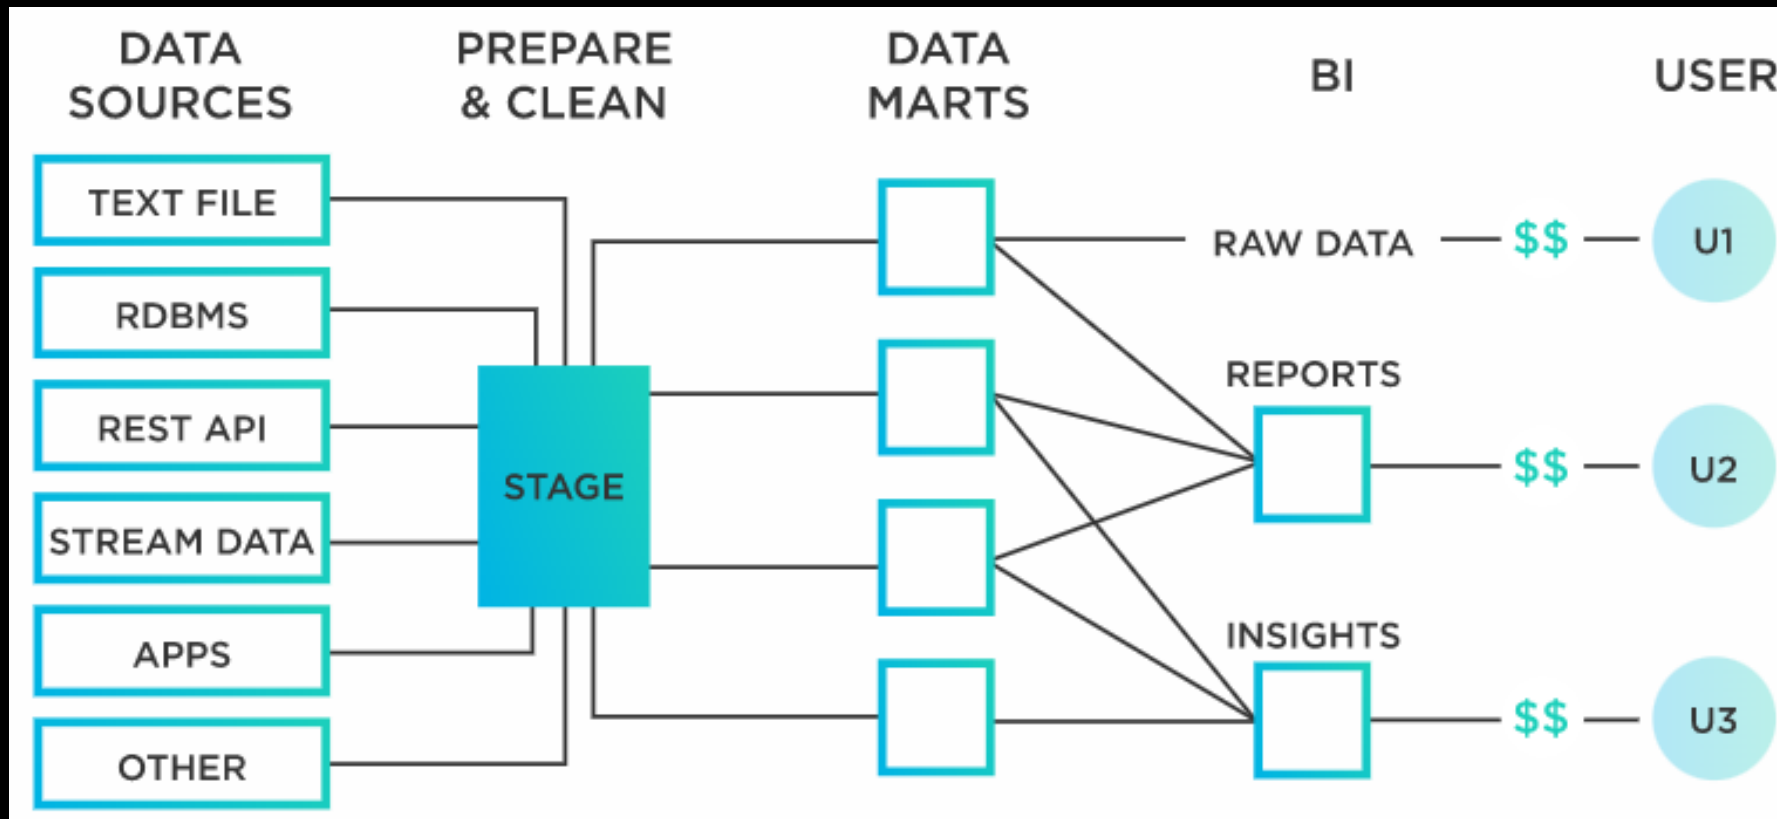 DATA
SOURCES
PREPARE
& CLEAN
DATA
MARTS
BI
USER
TEXT FILE
RDBMS
REST API
STREAM DATA
APPS
OTHER
STAGE
RAW DATA
REPORTS
INSIGHTS
$$
$$
$$
U1
U2
U3